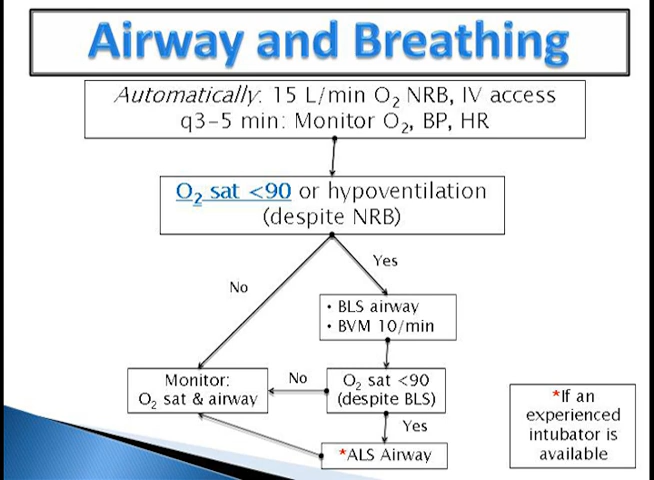 Airway and Breathing
Automatically: 15 L/min O₂ NRB, IV access
q3-5 min: Monitor O₂, BP, HR
O₂ sat <90 or hypoventilation
(despite NRB)
Yes
No
• BLS airway
• BVM 10/min
Monitor:
O₂ sat & airway
No
O₂ sat <90
(despite BLS)
Yes
*ALS Airway
*If an
experienced
intubator is
available